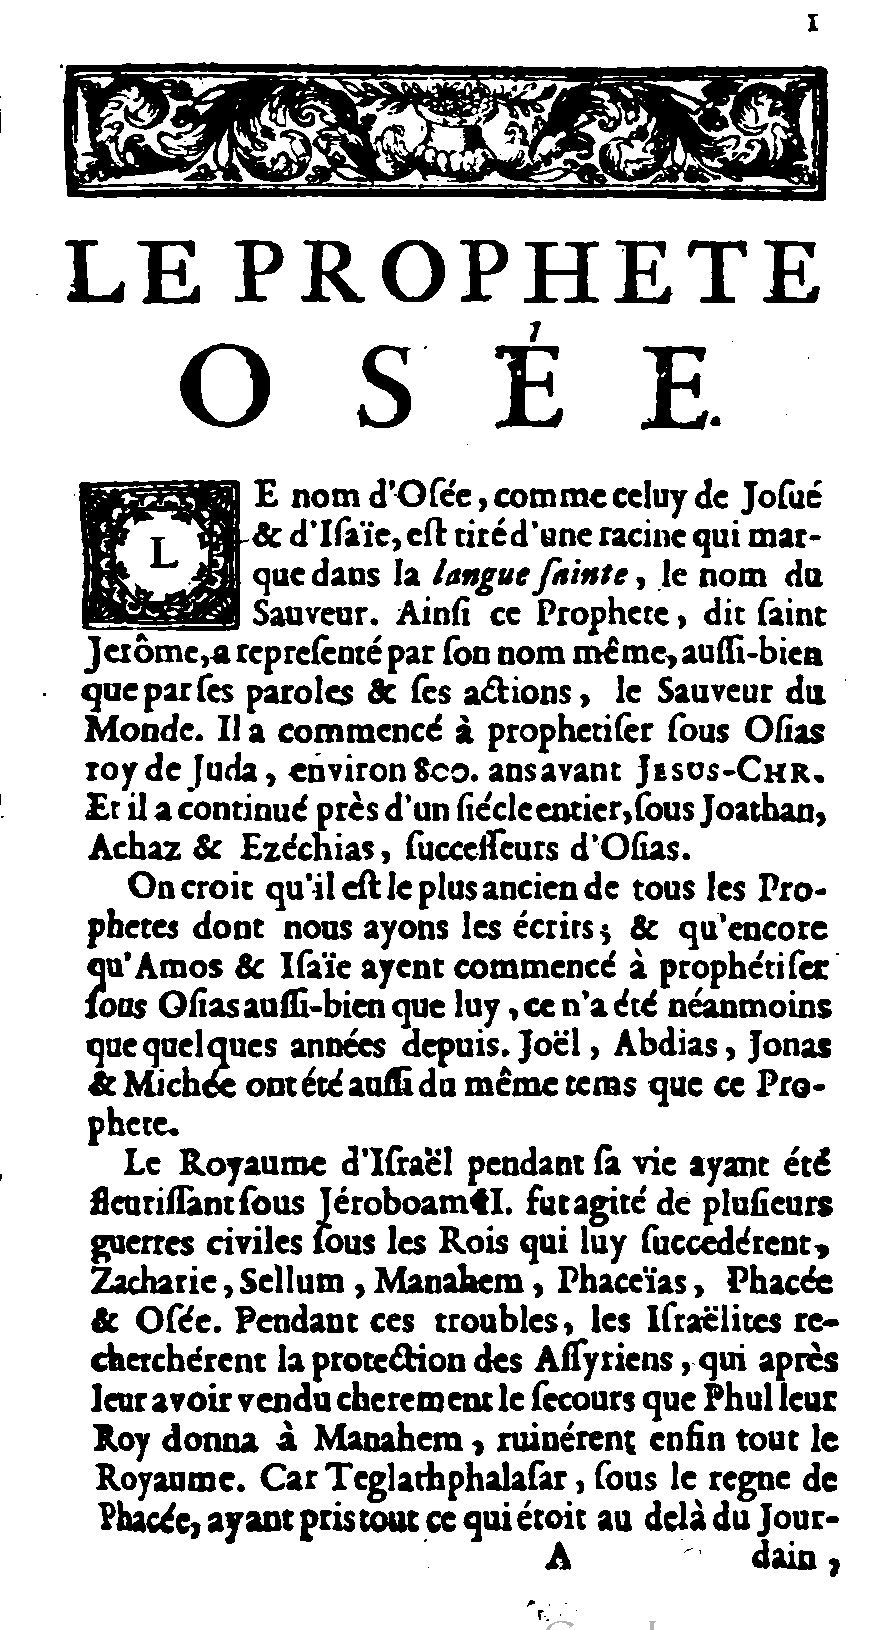 1
LE PROPHETE
OSÉE.
LE nom d'Oſée, comme celuy de Joſué
& d'Iſaïe, eſt tiré d'une racine qui mar-
que dans la langue ſainte, le nom du
Sauveur. Ainſi ce Prophete, dit ſaint
Jerôme, a repreſenté par ſon nom même, auſſi-bien
que par ſes paroles & ſes actions, le Sauveur du
Monde. Il a commencé à prophetiſer ſous Oſias
roy de Juda, environ 800. ans avant JESUS-CHR.
Et il a continué près d'un ſiécle entier, ſous Joathan,
Achaz & Ezéchias, ſucceſſeurs d'Oſias.
On croit qu'il eſt le plus ancien de tous les Pro-
phetes dont nous ayons les écrits; & qu'encore
qu'Amos & Iſaïe ayent commencé à prophétiſer
ſous Oſias auſſi-bien que luy, ce n'a été néanmoins
que quelques années depuis. Joël, Abdias, Jonas
& Michée ont été auſſi du même tems que ce Pro-
phete.
Le Royaume d'Iſraël pendant ſa vie ayant été
fleuriſſant ſous Jéroboam II. fut agité de pluſieurs
guerres civiles ſous les Rois qui luy ſuccedérent,
Zacharie, Sellum, Manahem, Phaceïas, Phacée
& Oſée. Pendant ces troubles, les Iſraëlites re-
cherchérent la protection des Aſſyriens, qui après
leur avoir vendu cherement le ſecours que Phul leur
Roy donna à Manahem, ruinérent enfin tout le
Royaume. Car Teglathphalaſar, ſous le regne de
Phacée, ayant pris tout ce qui étoit au delà du Jour-
A dain,